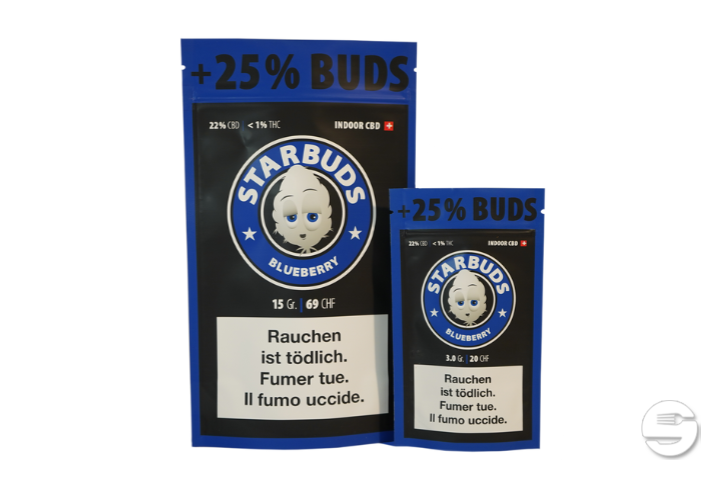 +25% BUDS
22% CBD | < 1% THC INDOOR CBD
STARBUDS
BLUEBERRY
15 Gr. | 69 CHF
Rauchen
ist tödlich.
Fumer tue.
Il fumo uccide.
+25% BUDS
22% CBD | < 1% THC INDOOR CBD
STARBUDS
BLUEBERRY
3.0 Gr. | 20 CHF
Rauchen
ist tödlich.
Fumer tue.
Il fumo uccide.